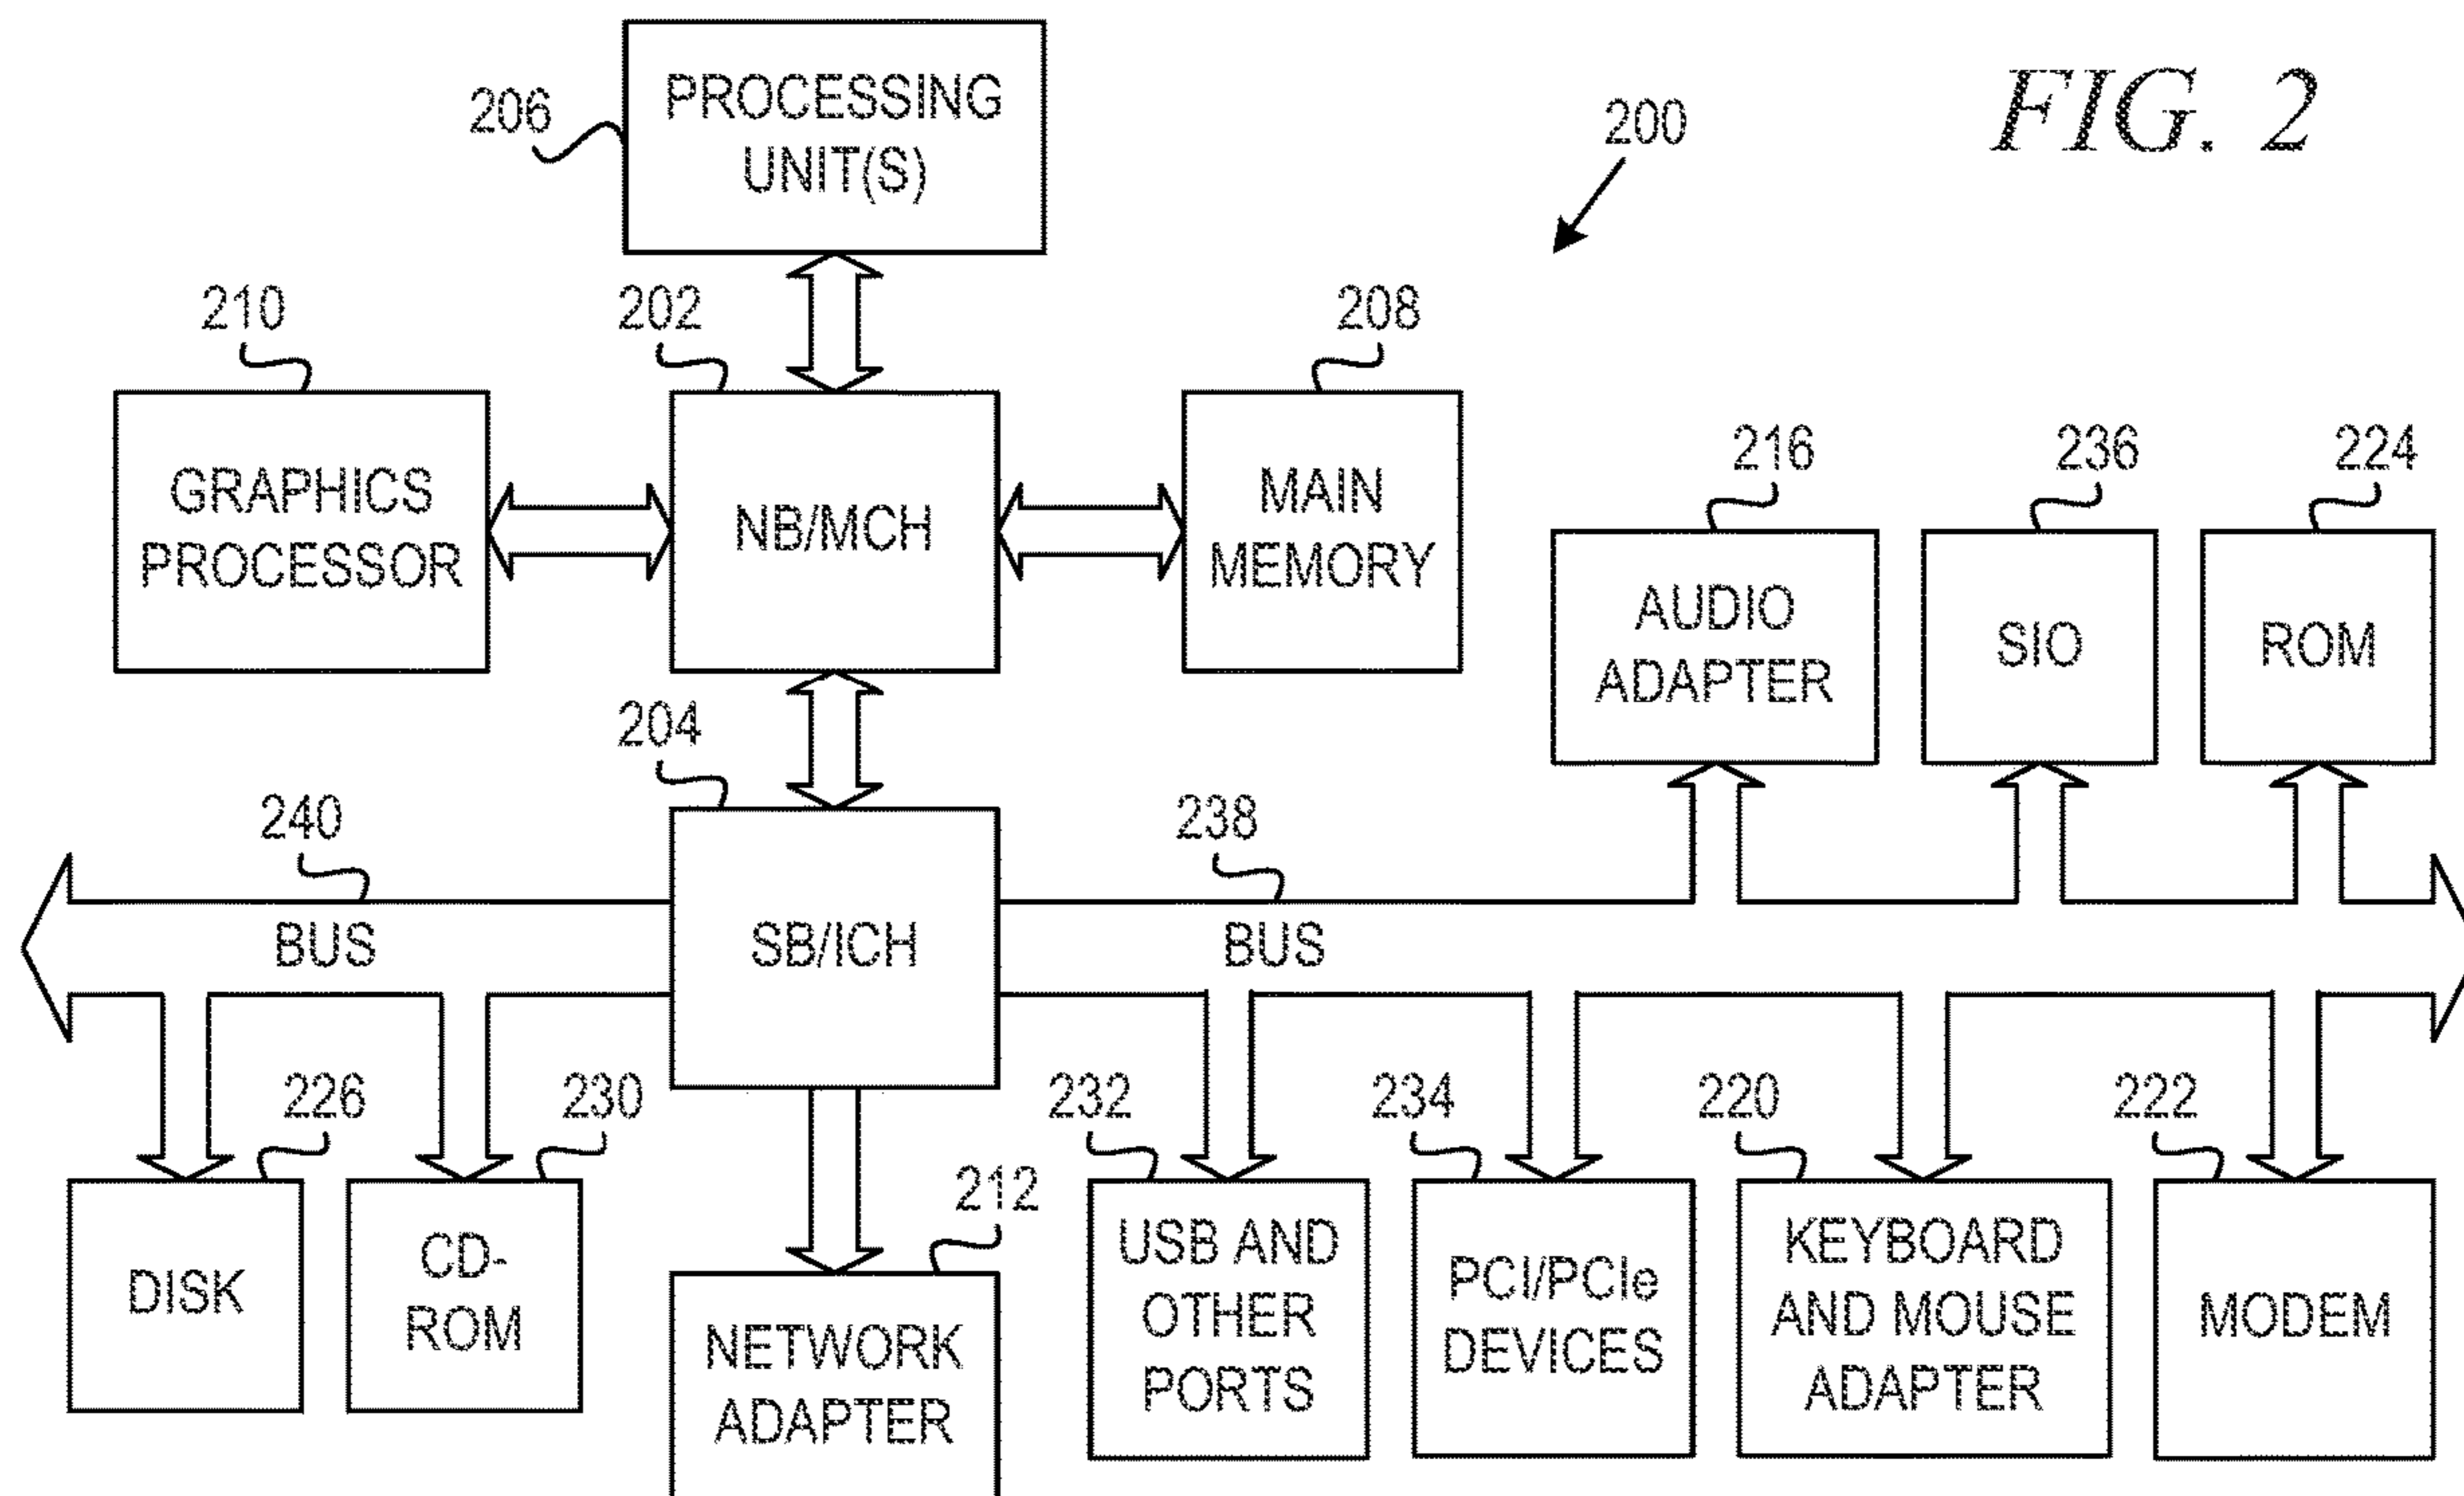 FIG. 2
200
206
PROCESSING
UNIT(S)
210
GRAPHICS
PROCESSOR
202
NB/MCH
208
MAIN
MEMORY
216
AUDIO
ADAPTER
236
SIO
224
ROM
204
SB/ICH
240
BUS
238
BUS
226
DISK
230
CD-
ROM
212
NETWORK
ADAPTER
232
USB AND
OTHER
PORTS
234
PCI/PCIe
DEVICES
220
KEYBOARD
AND MOUSE
ADAPTER
222
MODEM